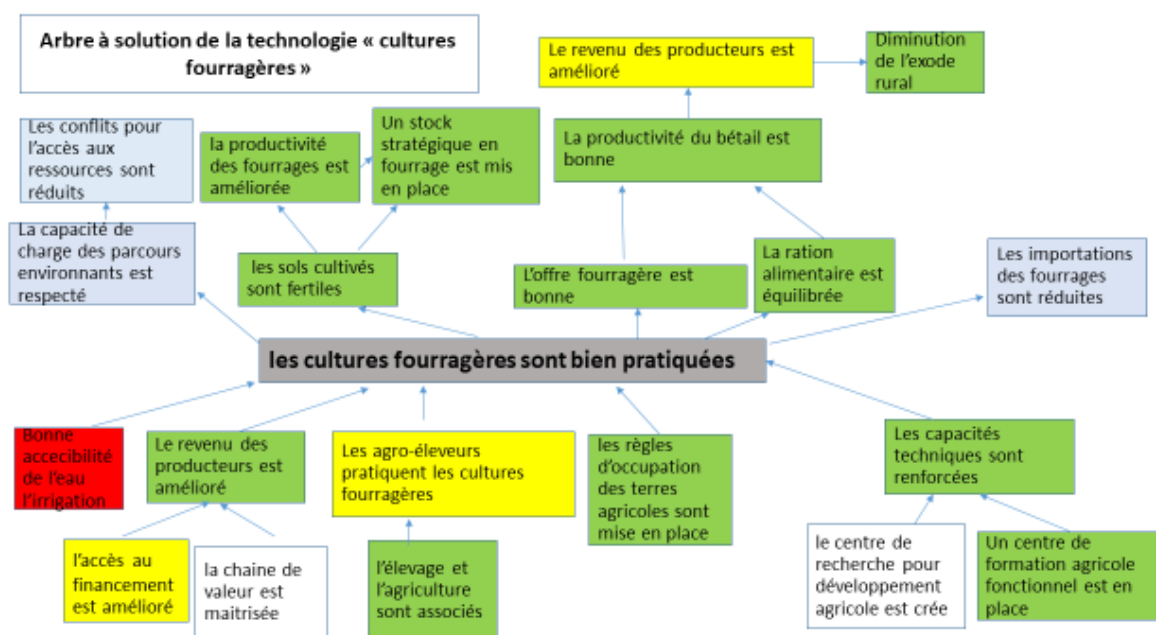 Arbre à solution de la technologie « cultures
fourragères »
Le revenu des producteurs est
amélioré
Diminution
de l'exode
rural
Les conflits pour
l'accès aux
ressources sont
réduits
la productivité
des fourrages est
améliorée
Un stock
stratégique en
fourrage est mis
en place
La productivité du bétail est
bonne
La capacité de
charge des parcours
environnants est
respecté
les sols cultivés
sont fertiles
L'offre fourragère est
bonne
La ration
alimentaire est
équilibrée
Les importations
des fourrages
sont réduites
les cultures fourragères sont bien pratiquées
Bonne
accecibilité
de l'eau
l'irrigation
Le revenu des
producteurs est
amélioré
Les agro-éleveurs
pratiquent les cultures
fourragères
les règles
d'occupation
des terres
agricoles sont
mise en place
Les capacités
techniques sont
renforcées
l'accès au
financement
est amélioré
la chaine de
valeur est
maitrisée
l'élevage et
l'agriculture
sont associés
le centre de
recherche pour
développement
agricole est crée
Un centre de
formation agricole
fonctionnel est en
place